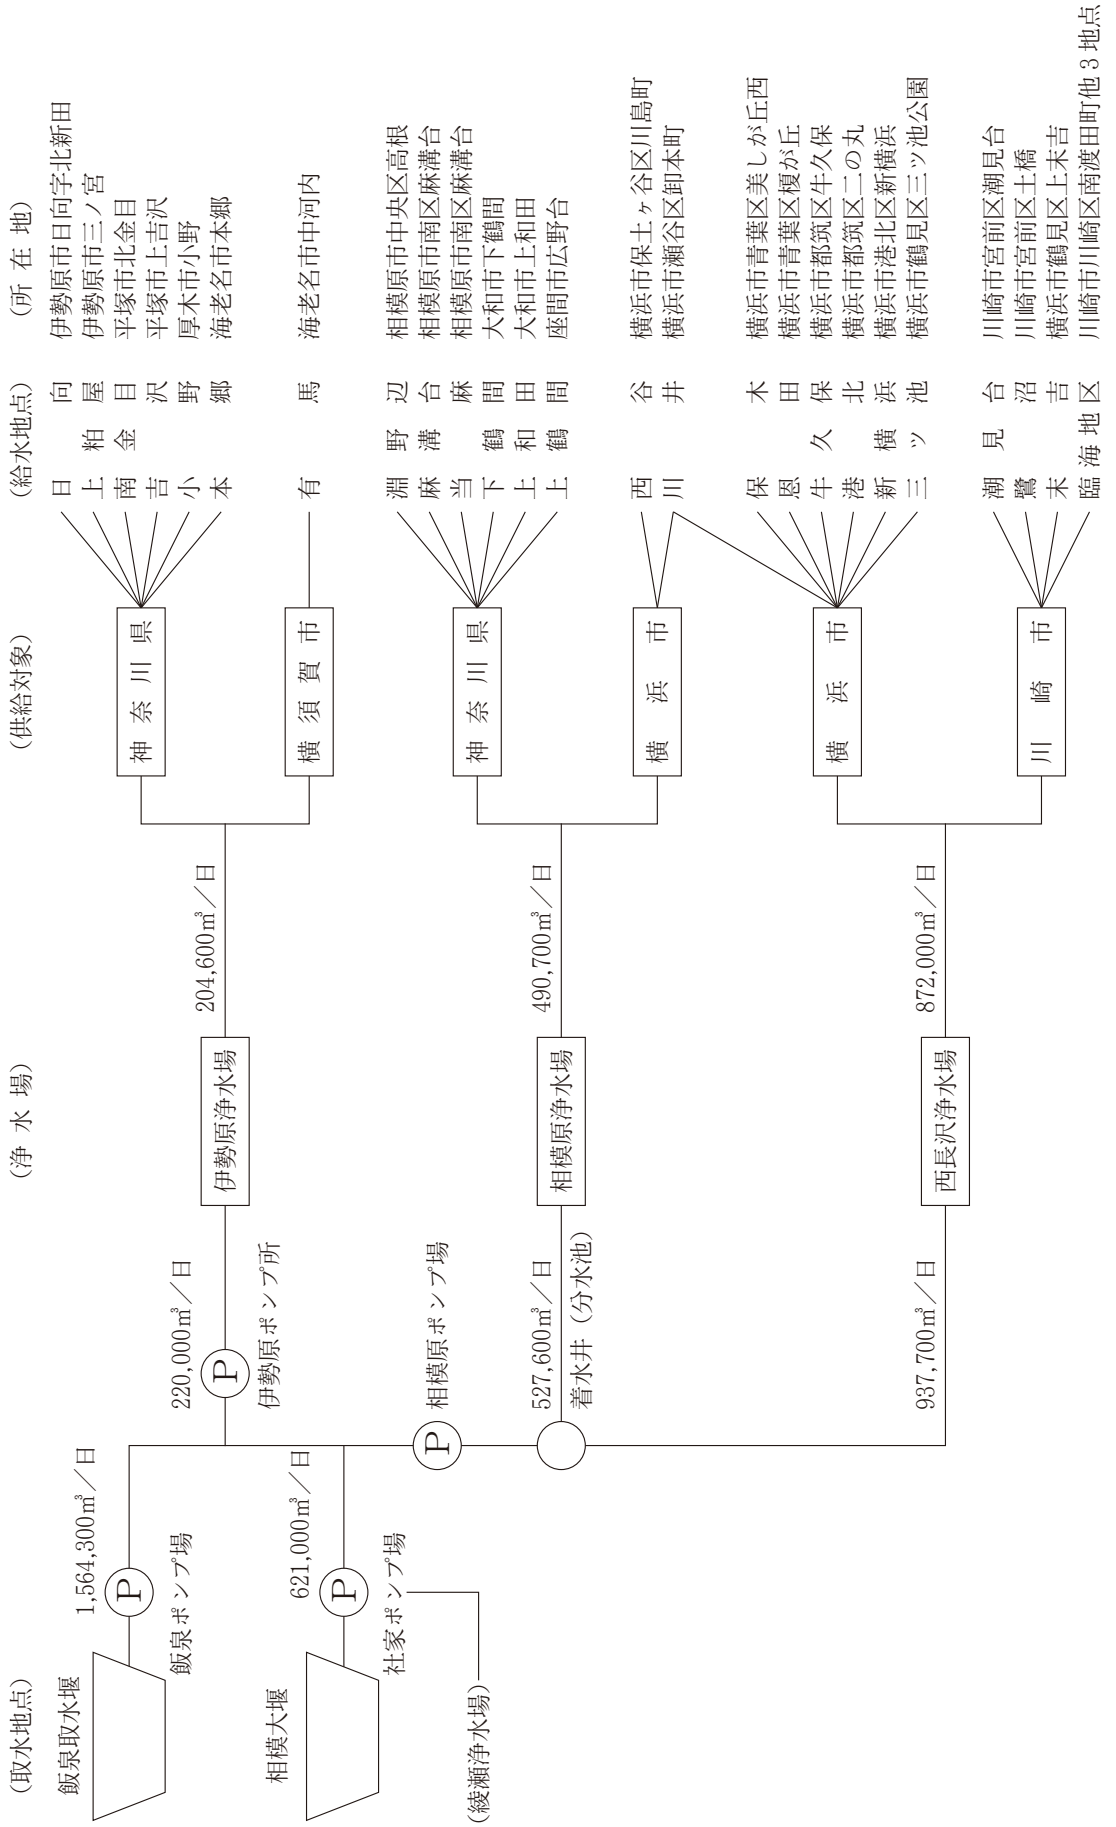 (取水地点)
(浄水場)
(供給対象)
(給水地点)
(所在地)
飯泉取水堰
1,564,300㎥／日
P
飯泉ポンプ場
相模大堰
621,000㎥／日
P
社家ポンプ場
(綾瀬浄水場)
220,000㎥／日
P
伊勢原ポンプ所
伊勢原浄水場
204,600㎥／日
神奈川県
日向 伊勢原市日向字北新田
上粕屋 伊勢原市三ノ宮
南金目 平塚市北金目
吉沢 平塚市上吉沢
小野 厚木市小野
本郷 海老名市本郷
横須賀市
有馬 海老名市中河内
P
相模原ポンプ場
527,600㎥／日
着水井（分水池）
相模原浄水場
490,700㎥／日
神奈川県
淵野辺 相模原市中央区高根
麻溝台 相模原市南区麻溝台
当麻 相模原市南区麻溝台
下鶴間 大和市下鶴間
上和田 大和市上和田
上鶴間 座間市広野台
横浜市
西谷 横浜市保土ヶ谷区川島町
川井 横浜市瀬谷区卸本町
937,700㎥／日
西長沢浄水場
872,000㎥／日
横浜市
保木 横浜市青葉区美しが丘西
恩田 横浜市青葉区榎が丘
牛久保 横浜市都筑区牛久保
港北 横浜市都筑区二の丸
新横浜 横浜市港北区新横浜
三ツ池 横浜市鶴見区三ツ池公園
川崎市
潮見台 川崎市宮前区潮見台
鷺沼 川崎市宮前区土橋
末吉 横浜市鶴見区上末吉
臨海地区 川崎市川崎区南渡田町他3地点